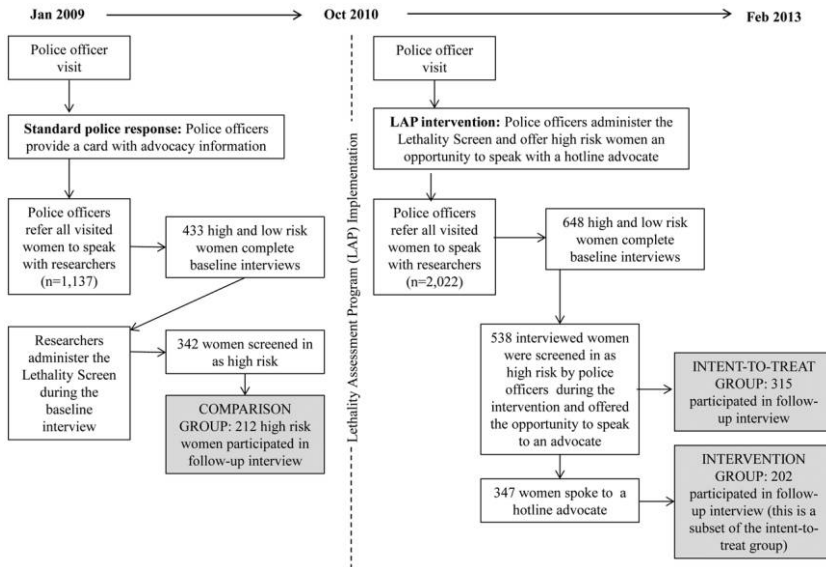 Jan 2009
Oct 2010
Feb 2013
Police officer
visit
Standard police response: Police officers
provide a card with advocacy information
Police officers
refer all visited
women to speak
with researchers
(n=1,137)
433 high and low risk
women complete
baseline interviews
Researchers
administer the
Lethality Screen
during the
baseline
interview
342 women screened in
as high risk
COMPARISON
GROUP: 212 high risk
women participated in
follow-up interview
Lethality Assessment Program (LAP) Implementation
Police officer
visit
LAP intervention: Police officers administer the
Lethality Screen and offer high risk women an
opportunity to speak with a hotline advocate
Police officers
refer all visited
women to speak
with researchers
(n=2,022)
648 high and low risk
women complete
baseline interviews
538 interviewed women
were screened in as
high risk by police
officers during the
intervention and offered
the opportunity to speak
to an advocate
INTENT-TO-TREAT
GROUP: 315
participated in follow-
up interview
347 women spoke to a
hotline advocate
INTERVENTION
GROUP: 202
participated in follow-
up interview (this is a
subset of the intent-to-
treat group)